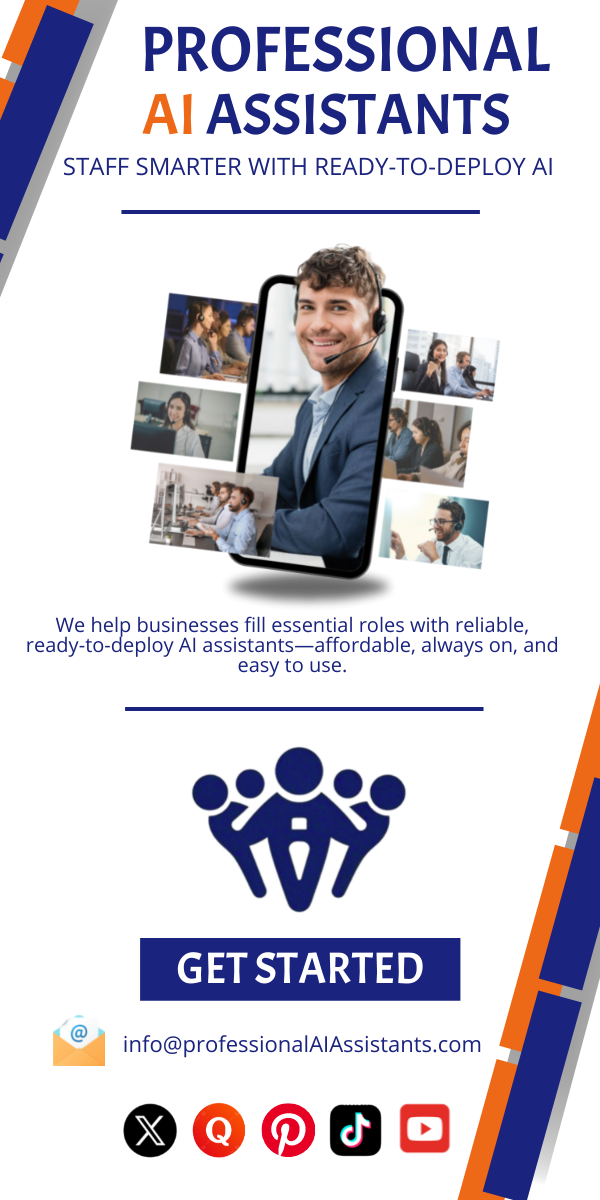 PROFESSIONAL
AI ASSISTANTS
STAFF SMARTER WITH READY-TO-DEPLOY AI
We help businesses fill essential roles with reliable,
ready-to-deploy AI assistants—affordable, always on, and
easy to use.
GET STARTED
@
info@professionalAIAssistants.com